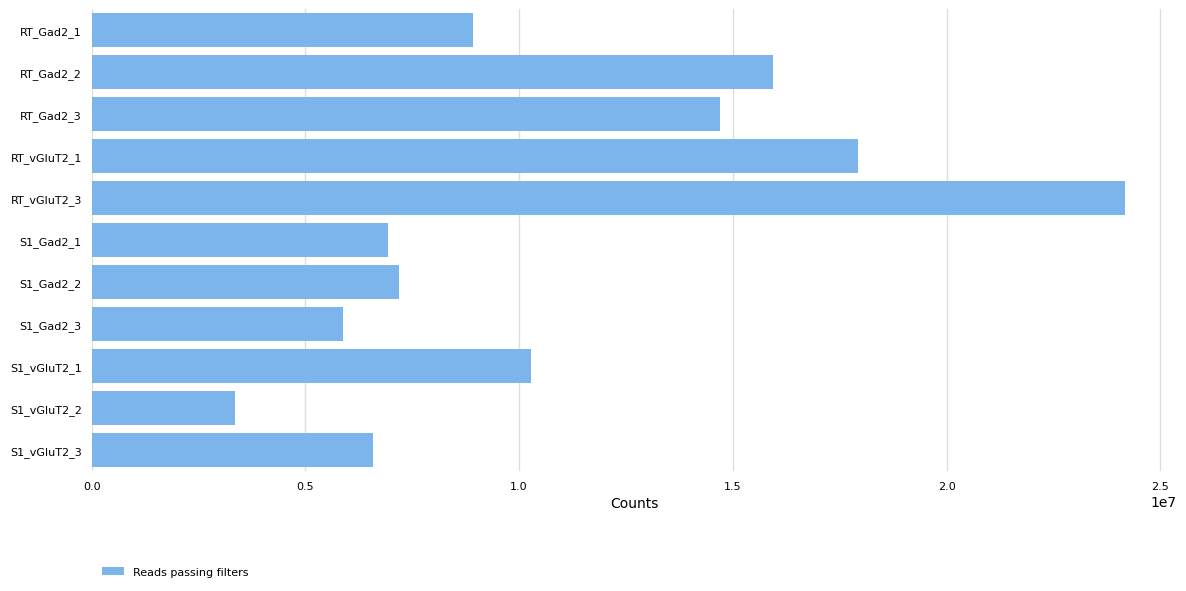 RT_Gad2_1
RT_Gad2_2
RT_Gad2_3
RT_vGluT2_1
RT_vGluT2_3
S1_Gad2_1
S1_Gad2_2
S1_Gad2_3
S1_vGluT2_1
S1_vGluT2_2
S1_vGluT2_3
0.0 0.5 1.0 1.5 2.0 2.5
Counts 1e7
Reads passing filters